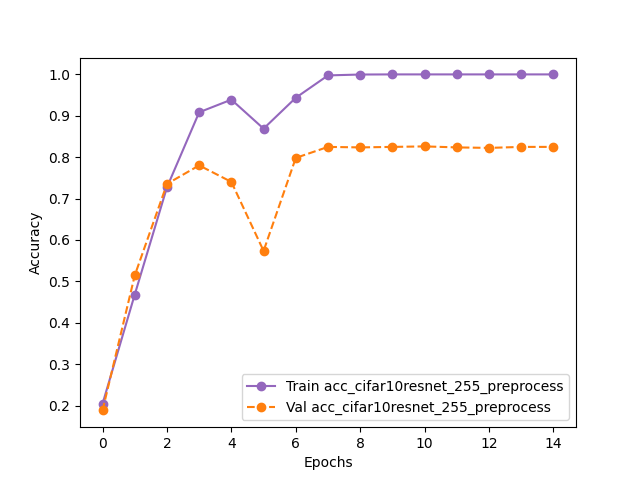 1.0
0.9
0.8
0.7
0.6
0.5
0.4
0.3
0.2
Accuracy
Train acc_cifar10resnet_255_preprocess
Val acc_cifar10resnet_255_preprocess
0 2 4 6 8 10 12 14
Epochs